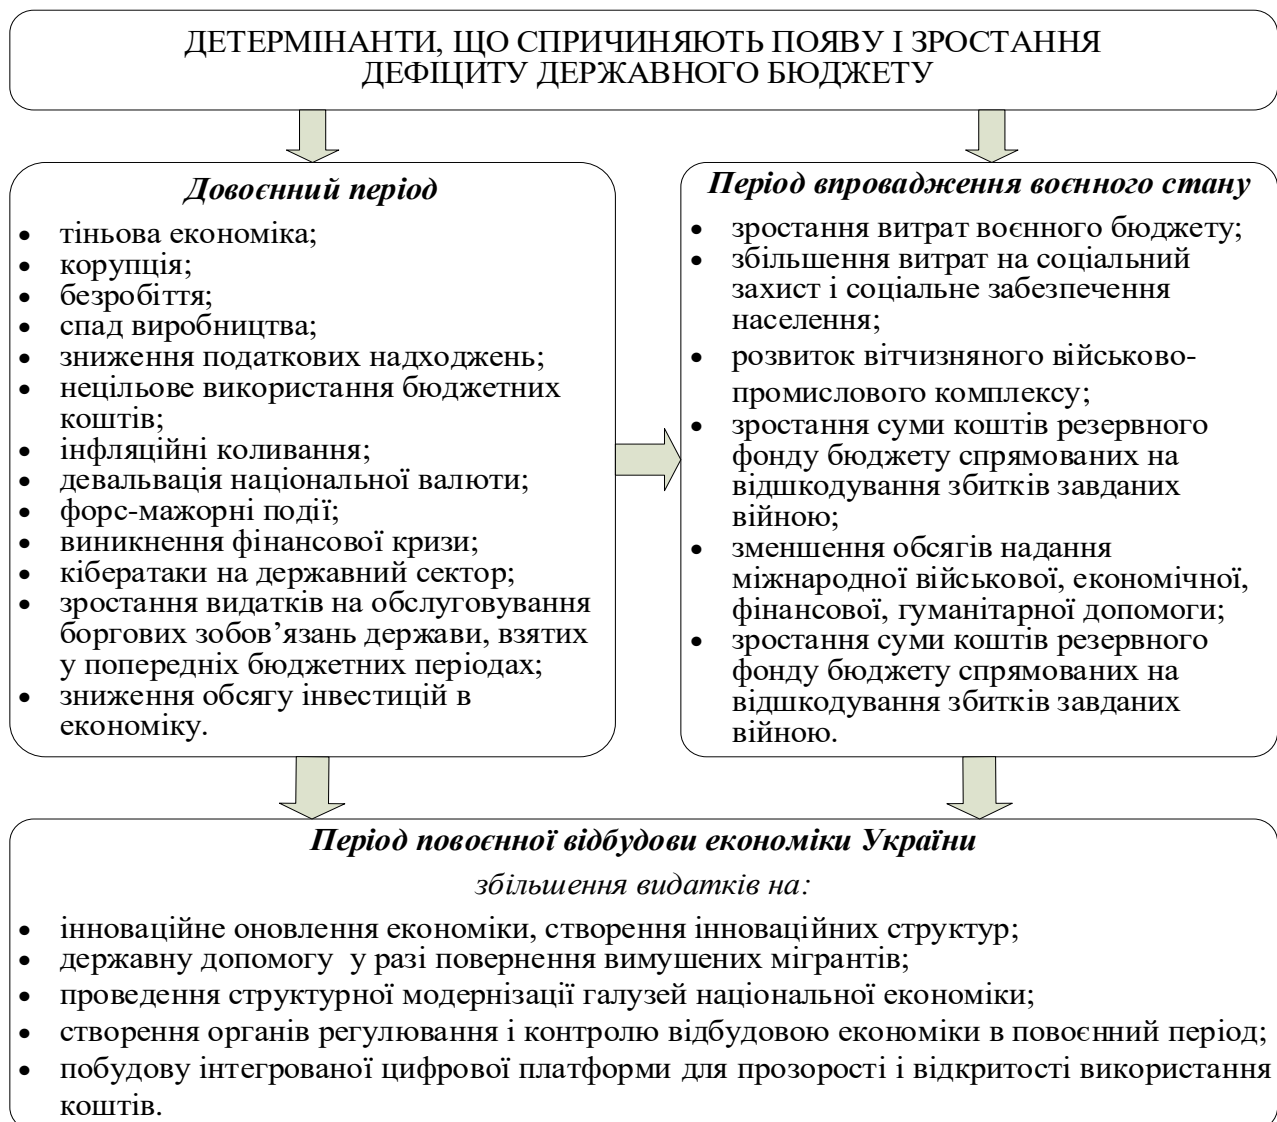 ДЕТЕРМІНАНТИ, ЩО СПРИЧИНЯЮТЬ ПОЯВУ І ЗРОСТАННЯ
ДЕФІЦИТУ ДЕРЖАВНОГО БЮДЖЕТУ
Довоєнний період
• тіньова економіка;
• корупція;
• безробіття;
• спад виробництва;
• зниження податкових надходжень;
• нецільове використання бюджетних
коштів;
• інфляційні коливання;
• девальвація національної валюти;
• форс-мажорні події;
• виникнення фінансової кризи;
• кібератаки на державний сектор;
• зростання видатків на обслуговування
боргових зобов’язань держави, взятих
у попередніх бюджетних періодах;
• зниження обсягу інвестицій в
економіку.
Період впровадження воєнного стану
• зростання витрат воєнного бюджету;
• збільшення витрат на соціальний
захист і соціальне забезпечення
населення;
• розвиток вітчизняного військово-
промислового комплексу;
• зростання суми коштів резервного
фонду бюджету спрямованих на
відшкодування збитків завданих
війною;
• зменшення обсягів надання
міжнародної військової, економічної,
фінансової, гуманітарної допомоги;
• зростання суми коштів резервного
фонду бюджету спрямованих на
відшкодування збитків завданих
війною.
Період повоєнної відбудови економіки України
збільшення видатків на:
• інноваційне оновлення економіки, створення інноваційних структур;
• державну допомогу у разі повернення вимушених мігрантів;
• проведення структурної модернізації галузей національної економіки;
• створення органів регулювання і контролю відбудовою економіки в повоєнний період;
• побудову інтегрованої цифрової платформи для прозорості і відкритості використання
коштів.